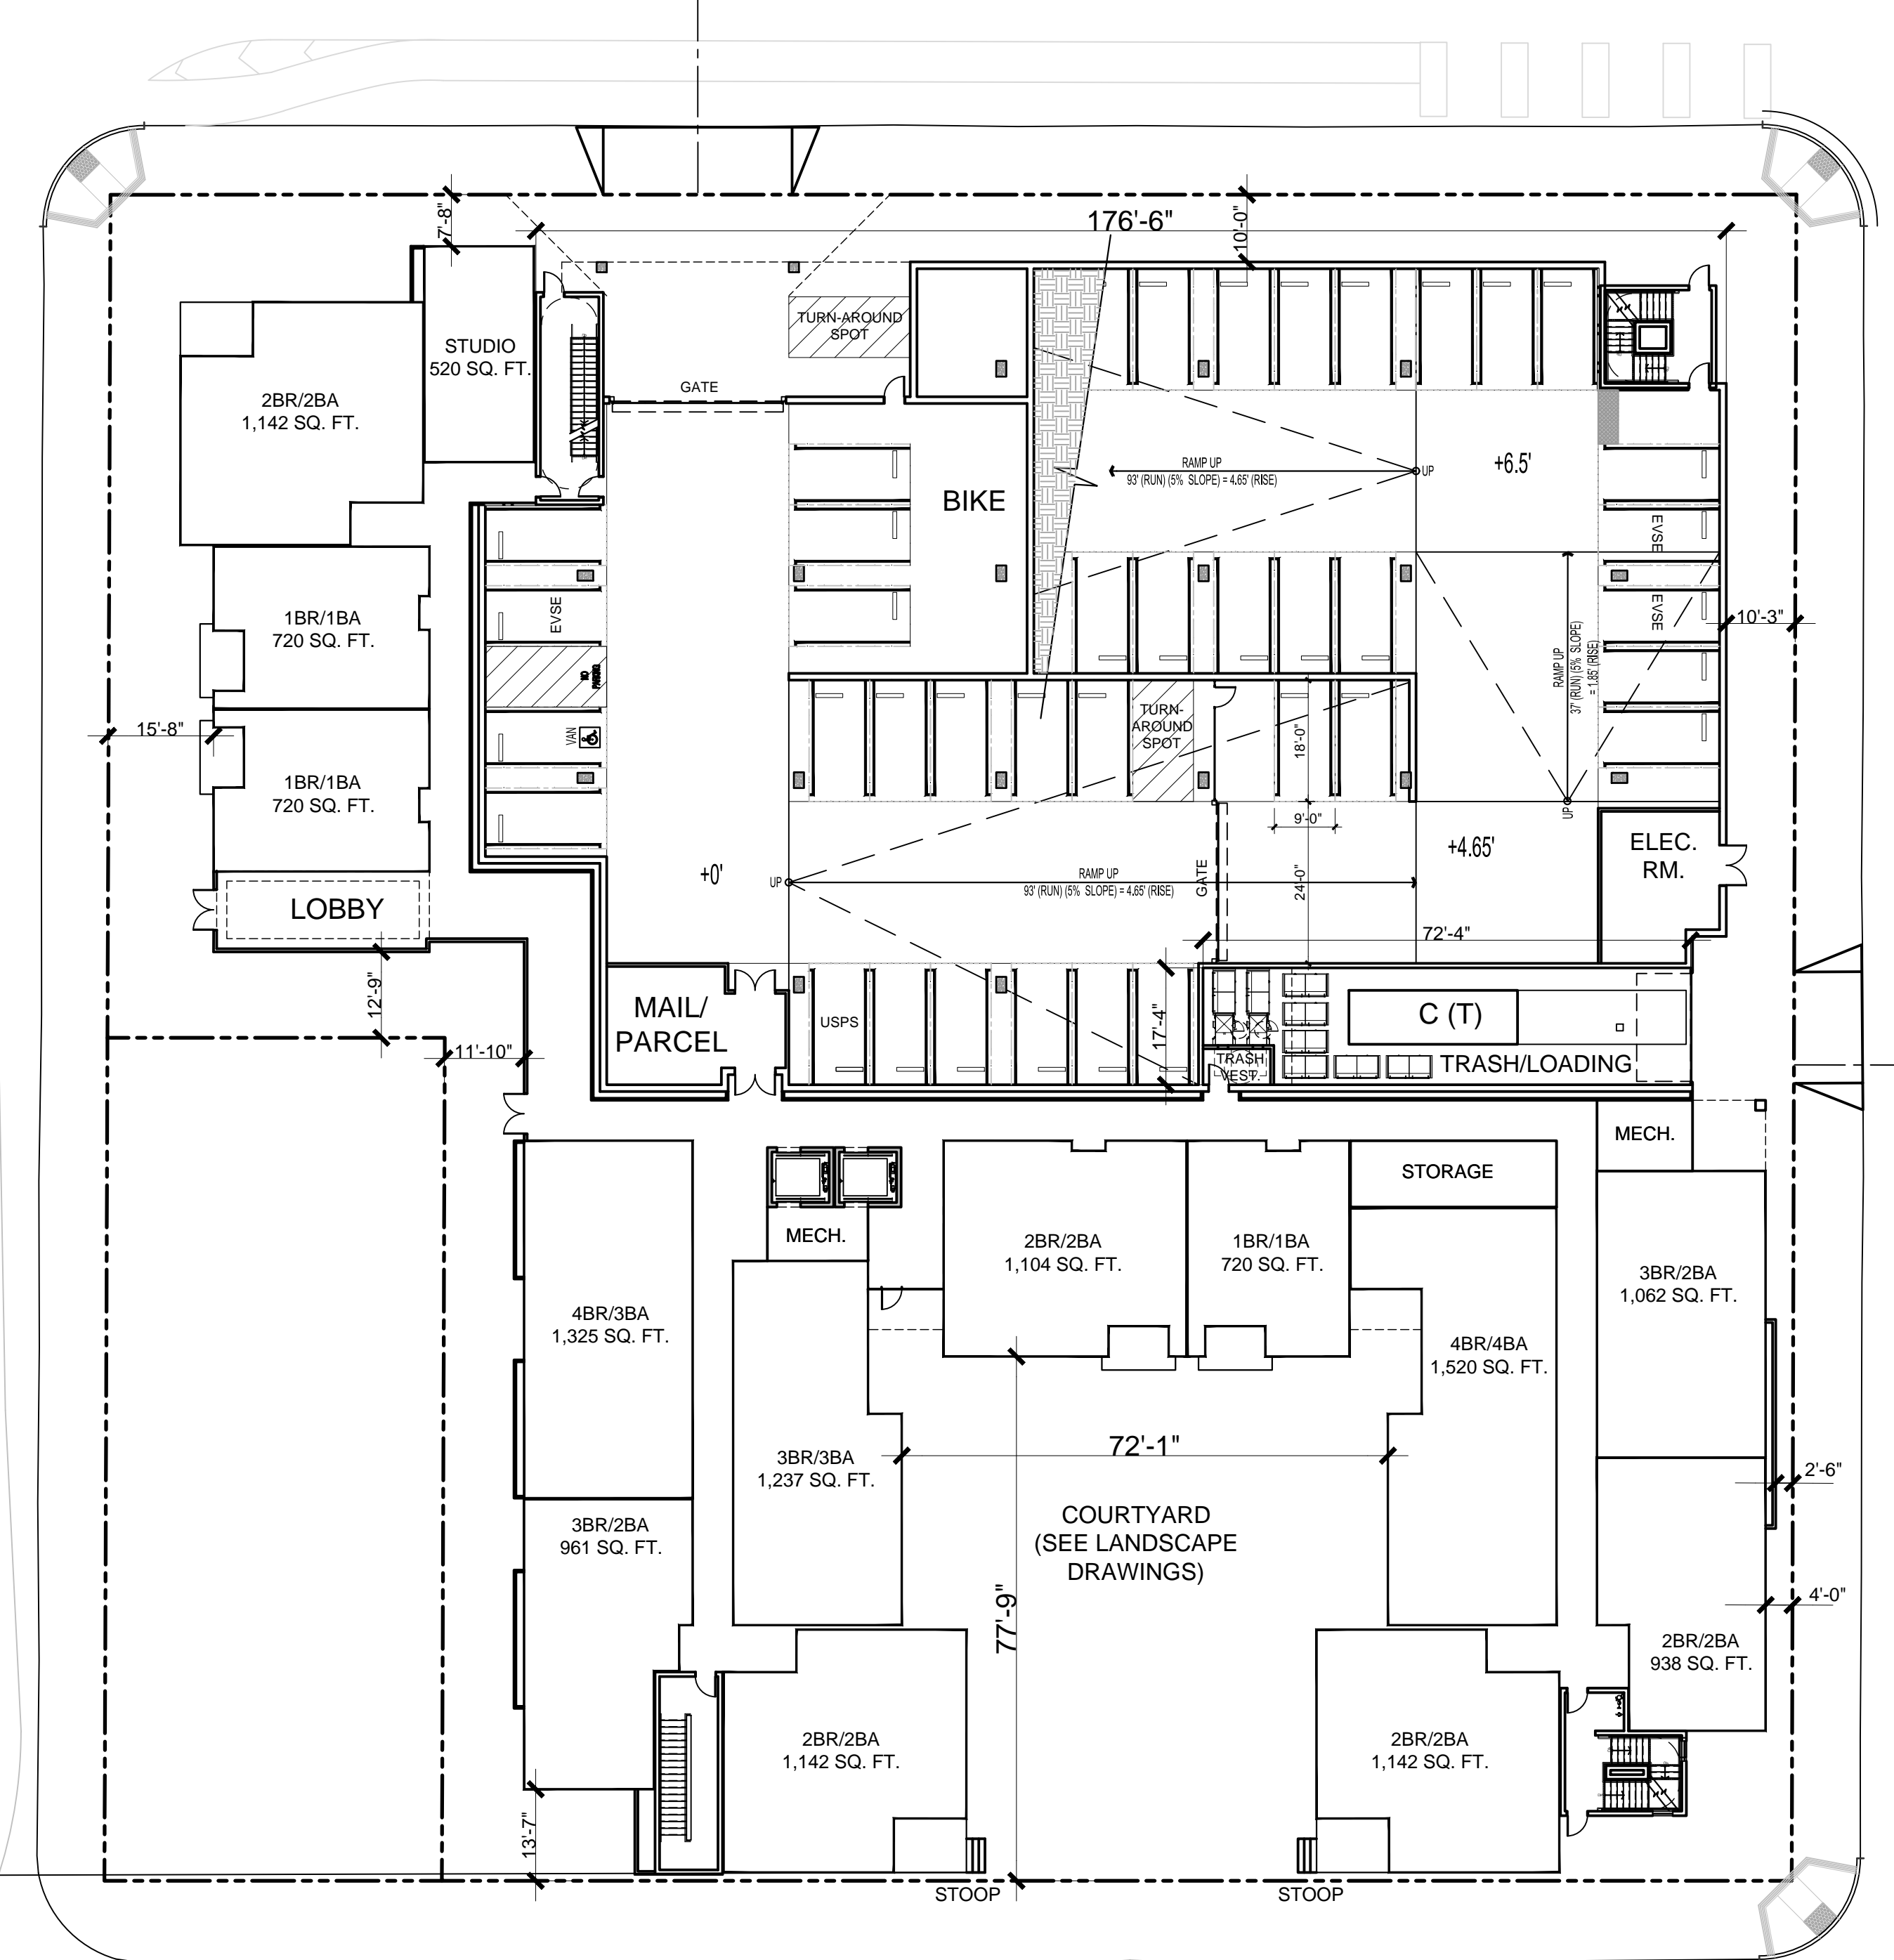 7'-8"
176'-6"
10'-0"
TURN-AROUND
SPOT
STUDIO
520 SQ. FT.
2BR/2BA
1,142 SQ. FT.
GATE
BIKE
RAMP UP
93' (RUN) (5% SLOPE) = 4.65' (RISE)
UP
+6.5'
EVSE
EVSE
EVSE
1BR/1BA
720 SQ. FT.
NO
PARKING
RAMP UP
37' (RUN) (5% SLOPE)
= 1.85' (RISE)
10'-3"
15'-8"
VAN
TURN-
AROUND
SPOT
18'-0"
1BR/1BA
720 SQ. FT.
9'-0"
UP
+0'
UP
RAMP UP
93' (RUN) (5% SLOPE) = 4.65' (RISE)
GATE
24'-0"
+4.65'
ELEC.
RM.
LOBBY
72'-4"
12'-9"
MAIL/
PARCEL
USPS
17'-4"
C (T)
TRASH
VEST.
TRASH/LOADING
11'-10"
MECH.
STORAGE
MECH.
2BR/2BA
1,104 SQ. FT.
1BR/1BA
720 SQ. FT.
3BR/2BA
1,062 SQ. FT.
4BR/3BA
1,325 SQ. FT.
4BR/4BA
1,520 SQ. FT.
72'-1"
3BR/3BA
1,237 SQ. FT.
2'-6"
COURTYARD
(SEE LANDSCAPE
DRAWINGS)
3BR/2BA
961 SQ. FT.
77'-9"
4'-0"
2BR/2BA
938 SQ. FT.
2BR/2BA
1,142 SQ. FT.
2BR/2BA
1,142 SQ. FT.
13'-7"
STOOP
STOOP